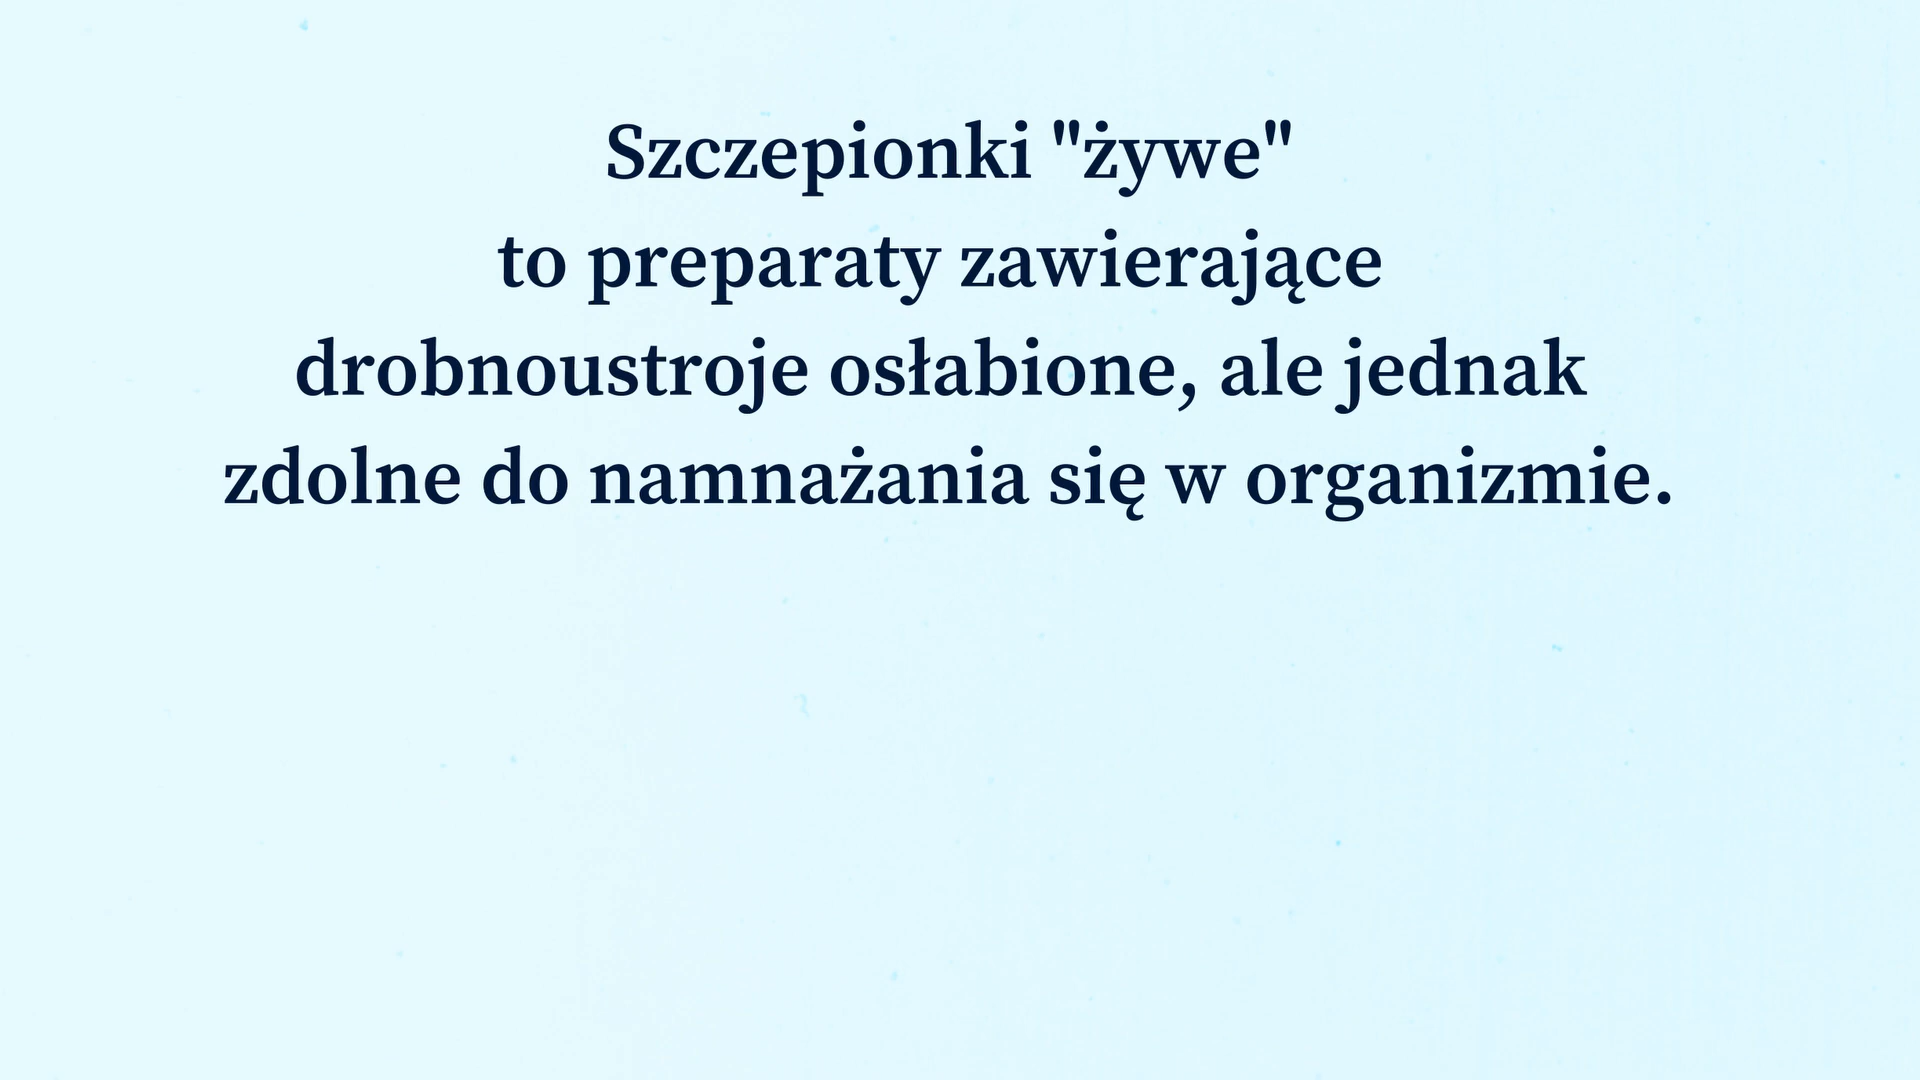 Szczepionki "żywe"
to preparaty zawierające
drobnoustroje osłabione, ale jednak
zdolne do namnażania się w organizmie.